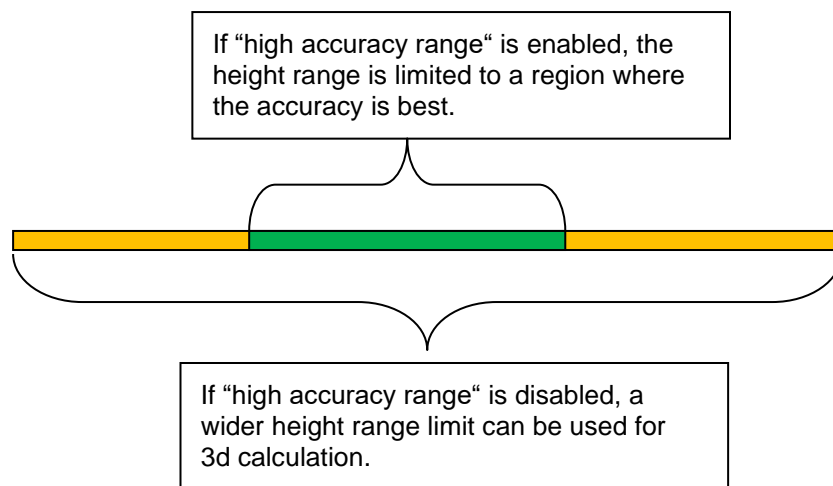 If “high accuracy range“ is enabled, the
height range is limited to a region where
the accuracy is best.
If “high accuracy range“ is disabled, a
wider height range limit can be used for
3d calculation.